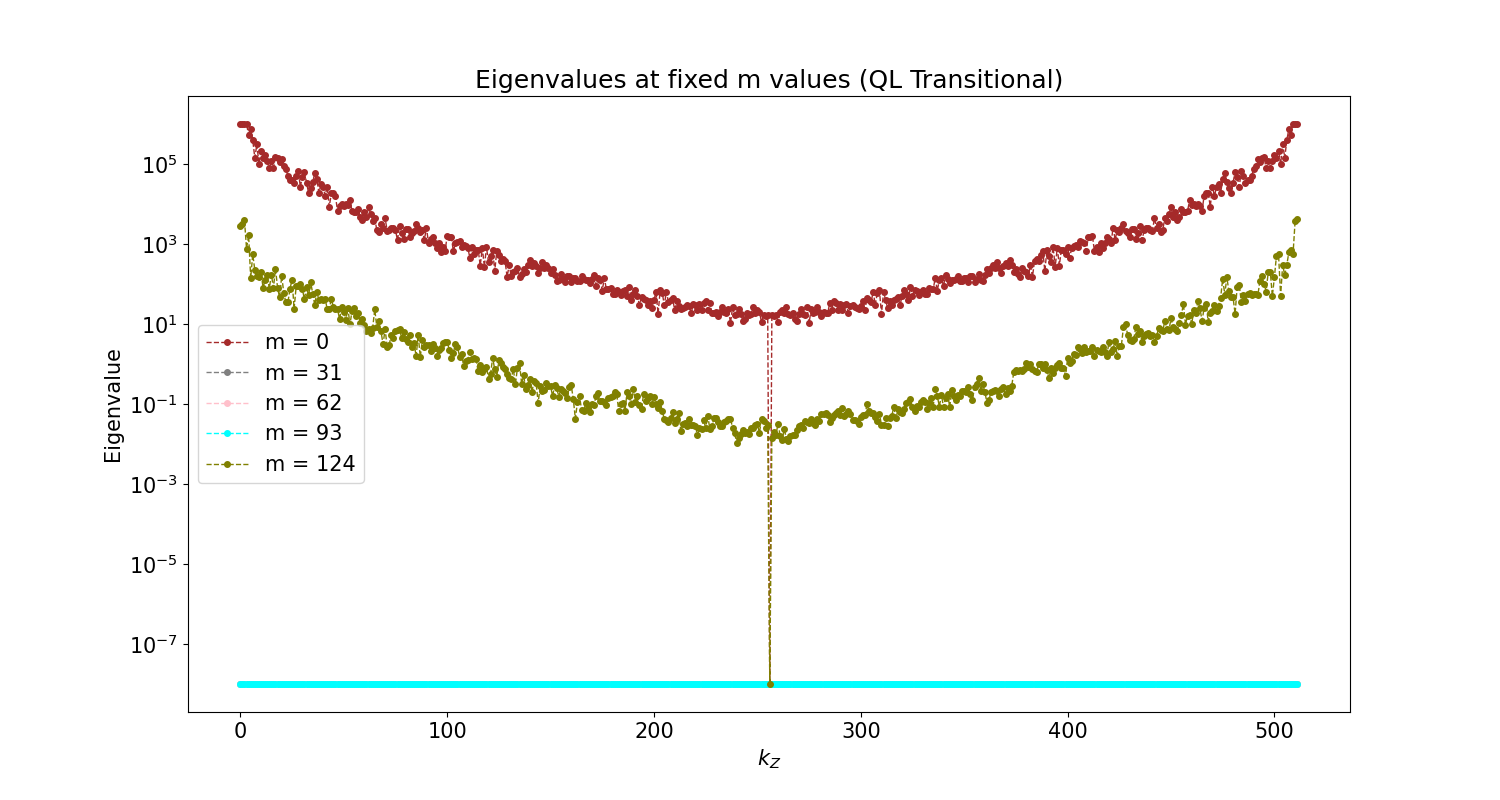 Eigenvalues at fixed m values (QL Transitional)
Eigenvalue
10^5
10^3
10^1
10^-1
10^-3
10^-5
10^-7
m = 0
m = 31
m = 62
m = 93
m = 124
0 100 200 300 400 500
k_Z